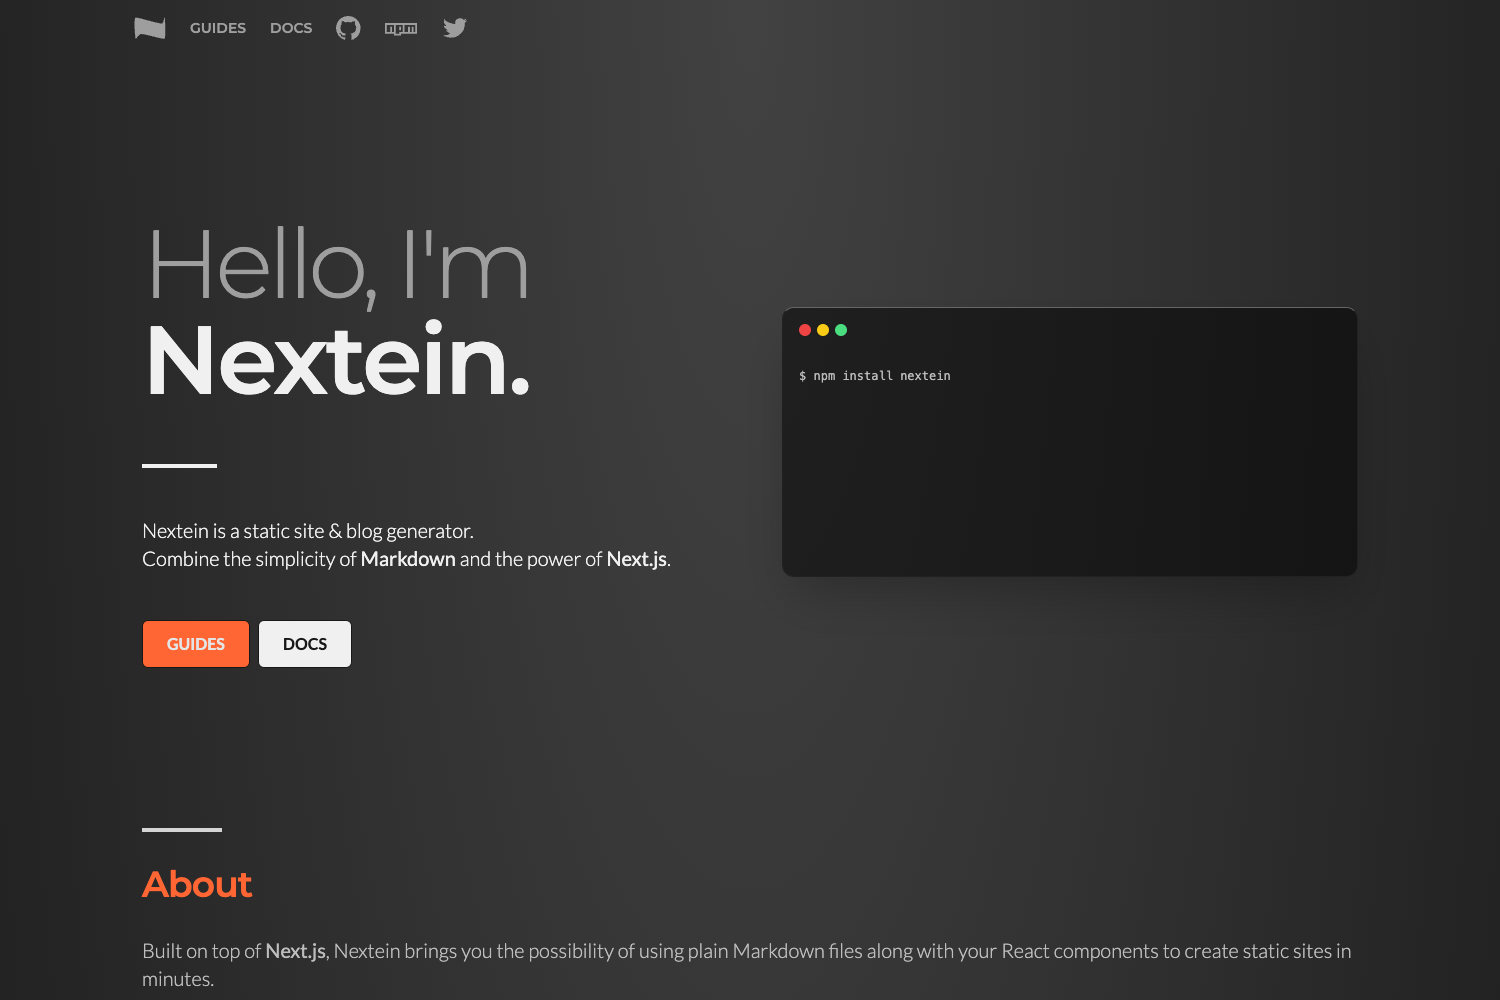 GUIDES DOCS npm
Hello, I'm
Nextein.
$ npm install nextein
Nextein is a static site & blog generator.
Combine the simplicity of Markdown and the power of Next.js.
GUIDES DOCS
About
Built on top of Next.js, Nextein brings you the possibility of using plain Markdown files along with your React components to create static sites in
minutes.